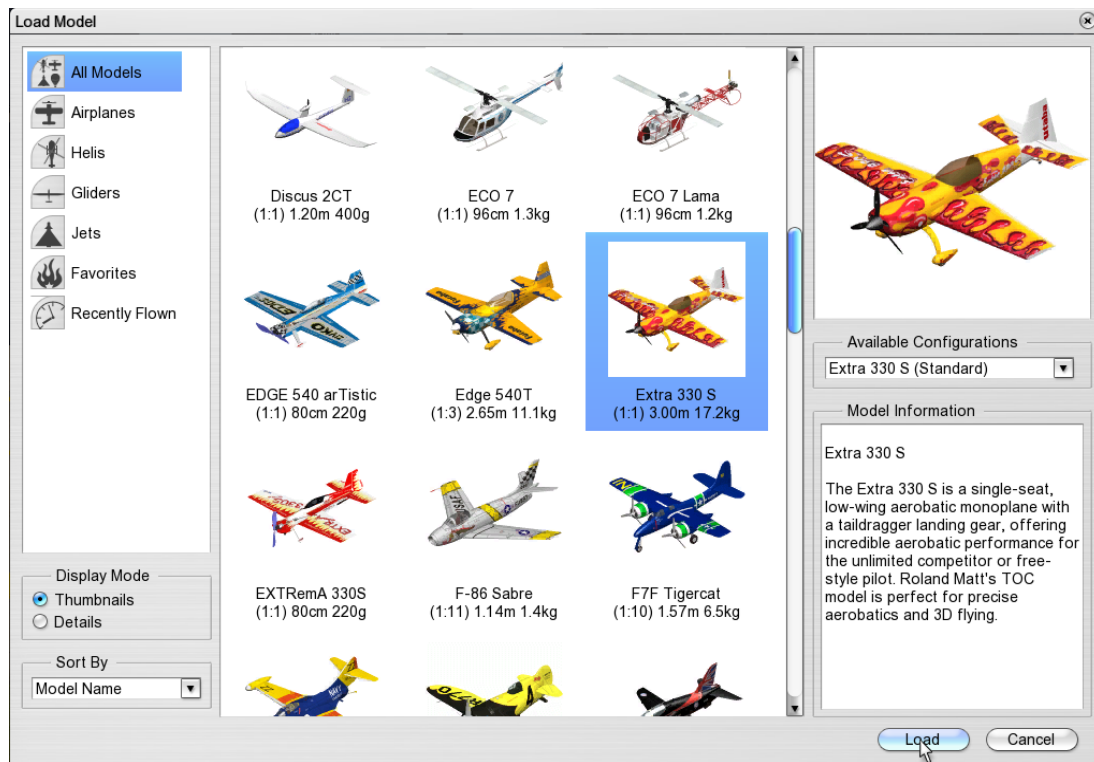 Load Model
All Models
Airplanes
Helis
Gliders
Jets
Favorites
Recently Flown
Display Mode
Thumbnails
Details
Sort By
Model Name
Discus 2CT
(1:1) 1.20m 400g
ECO 7
(1:1) 96cm 1.3kg
ECO 7 Lama
(1:1) 96cm 1.2kg
EDGE 540 arTistic
(1:1) 80cm 220g
Edge 540T
(1:3) 2.65m 11.1kg
Extra 330 S
(1:1) 3.00m 17.2kg
EXTRemA 330S
(1:1) 80cm 220g
F-86 Sabre
(1:11) 1.14m 1.4kg
F7F Tigercat
(1:10) 1.57m 6.5kg
Available Configurations
Extra 330 S (Standard)
Model Information
Extra 330 S
The Extra 330 S is a single-seat,
low-wing aerobatic monoplane with
a taildragger landing gear, offering
incredible aerobatic performance for
the unlimited competitor or free-
style pilot. Roland Matt's TOC
model is perfect for precise
aerobatics and 3D flying.
Load
Cancel